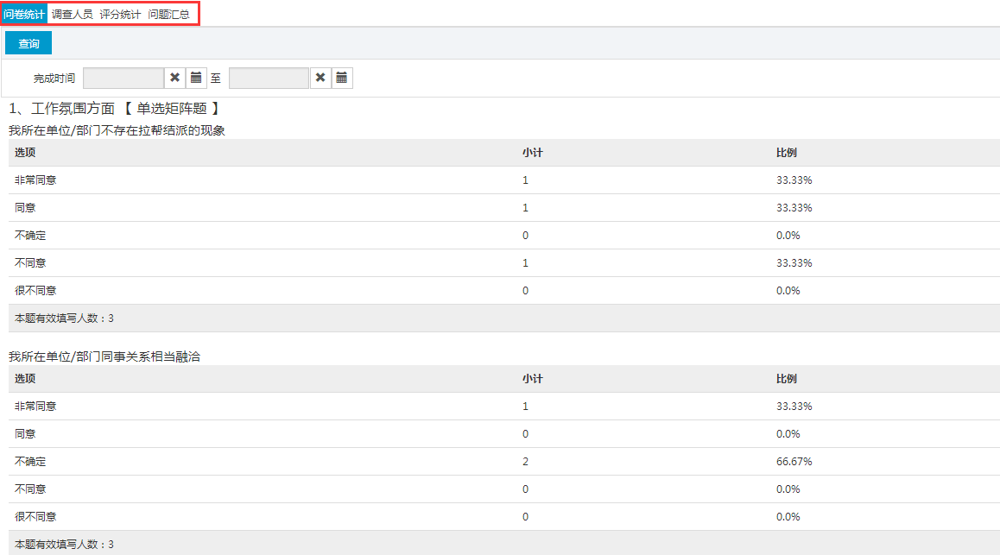 问卷统计 调查人员 评分统计 问题汇总
查询
完成时间 至
1、工作氛围方面 【 单选矩阵题 】
我所在单位/部门不存在拉帮结派的现象
选项 小计 比例
非常同意 1 33.33%
同意 1 33.33%
不确定 0 0.0%
不同意 1 33.33%
很不同意 0 0.0%
本题有效填写人数：3
我所在单位/部门同事关系相当融洽
选项 小计 比例
非常同意 1 33.33%
同意 0 0.0%
不确定 2 66.67%
不同意 0 0.0%
很不同意 0 0.0%
本题有效填写人数：3